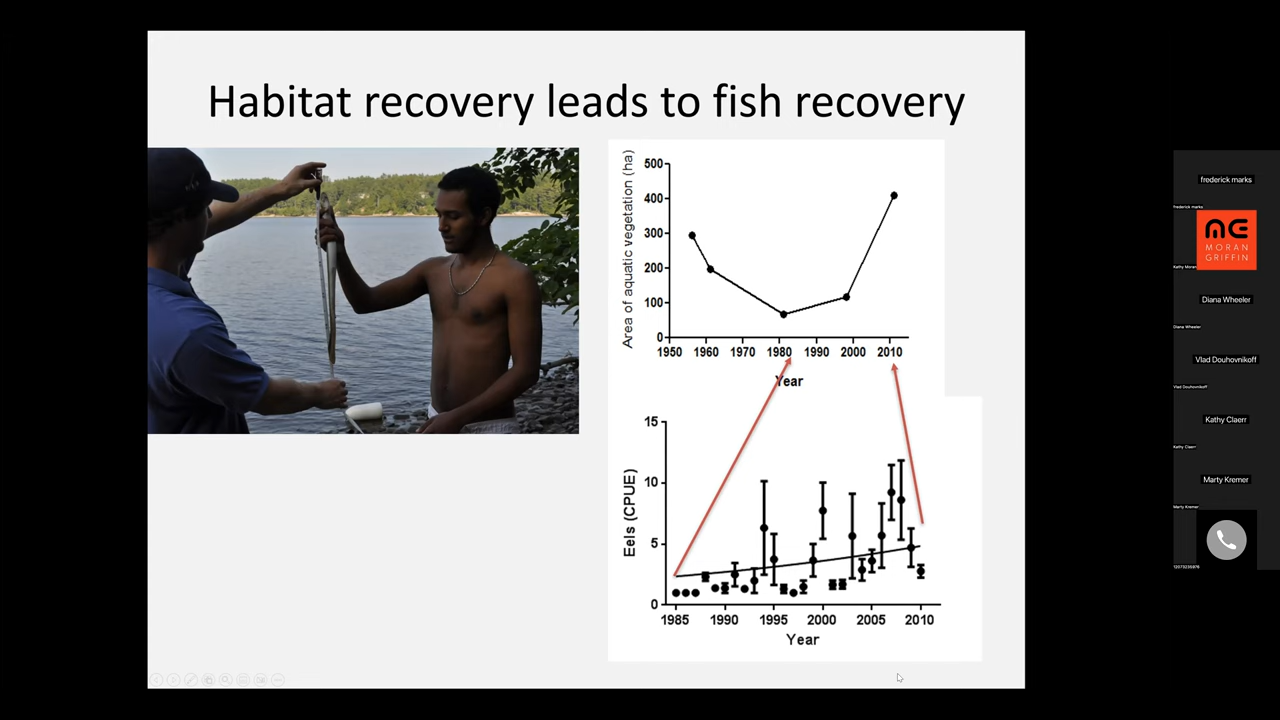 Habitat recovery leads to fish recovery
Area of aquatic vegetation (ha)
500
400
300
200
100
0
1950 1960 1970 1980 1990 2000 2010
Year
Eels (CPUE)
15
10
5
0
1985 1990 1995 2000 2005 2010
Year
frederick marks
frederick marks
MORAN
GRIFFIN
Kathy Moran
Diana Wheeler
Diana Wheeler
Vlad Douhovnikoff
Vlad Douhovnikoff
Kathy Claerr
Kathy Claerr
Marty Kremer
Marty Kremer